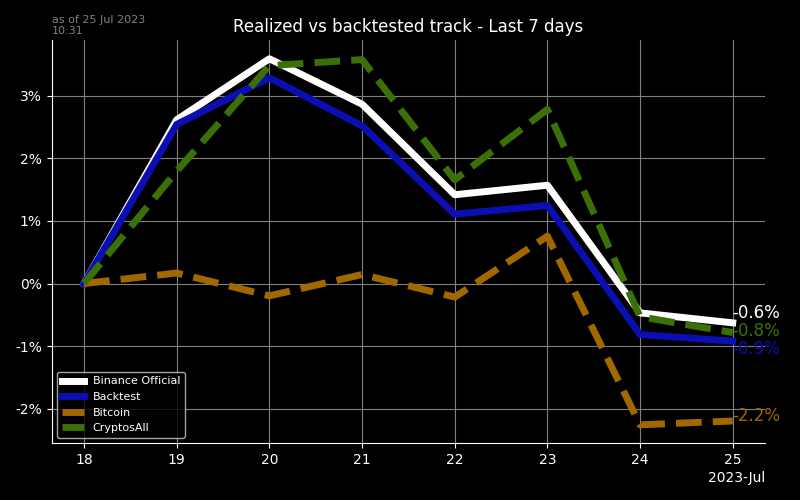 as of 25 Jul 2023
10:31
Realized vs backtested track - Last 7 days
3%
2%
1%
0%
-1%
-2%
-0.6%
-0.8%
-0.9%
-2.2%
Binance Official
Backtest
Bitcoin
CryptosAll
18 19 20 21 22 23 24 25
2023-Jul